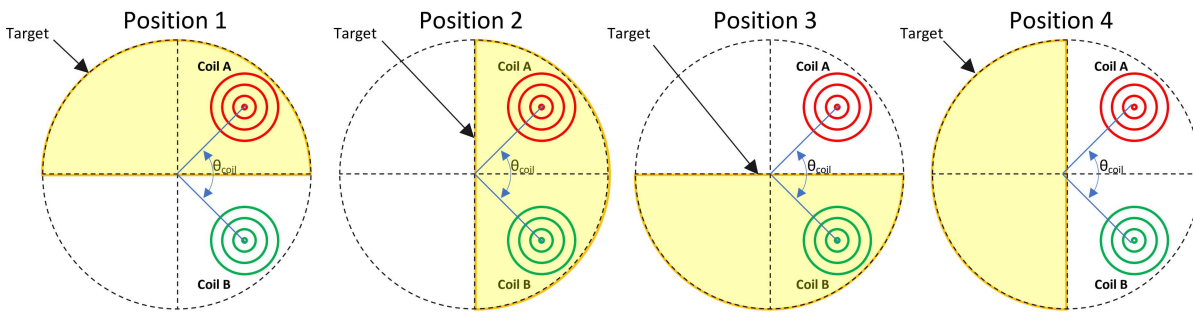 Position 1
Target
Coil A
θcoil
Coil B
Position 2
Target
Coil A
θcoil
Coil B
Position 3
Target
Coil A
θcoil
Coil B
Position 4
Target
Coil A
θcoil
Coil B